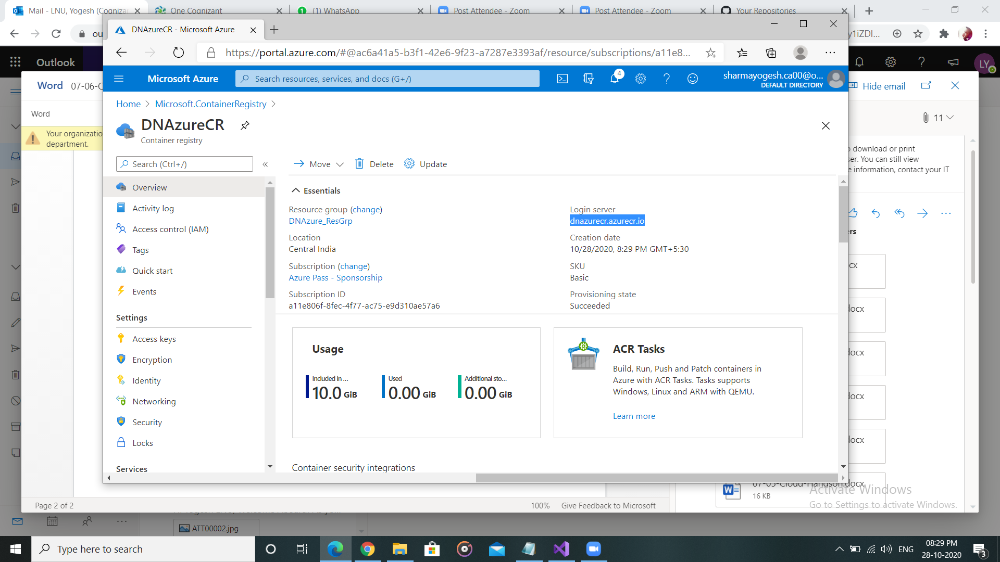 Mail - LNU, Yogesh (Cognizan
One Cognizant
(1) WhatsApp
Post Attendee - Zoom
Post Attendee - Zoom
Your Repositories
DNAzureCR - Microsoft Azure
ou
y1iZDI...
https://portal.azure.com/#@ac6a41a5-b3f1-42e6-9f23-a7287e3393af/resource/subscriptions/a11e8...
Outlook
LY
Microsoft Azure
Search resources, services, and docs (G+/)
4
sharmayogesh.ca00@o...
DEFAULT DIRECTORY
Word
07-06-C
Hide email
Home > Microsoft.ContainerRegistry >
Word
11
DNAzureCR
Container registry
Your organizatio
department.
download or print
ser. You can still view
e information, contact your IT
Search (Ctrl+/)
«
Move
Delete
Update
Overview
Activity log
Access control (IAM)
Tags
Quick start
Events
Settings
Access keys
Encryption
Identity
Networking
Security
Locks
Services
Essentials
Resource group (change)
DNAzure_ResGrp
Location
Central India
Subscription (change)
Azure Pass - Sponsorship
Subscription ID
a11e806f-8fec-4f77-ac75-e9d310ae57a6
Login server
dnazurecr.azurecr.io
Creation date
10/28/2020, 8:29 PM GMT+5:30
SKU
Basic
Provisioning state
Succeeded
Usage
Included in ...
10.0 GiB
Used
0.00 GiB
Additional sto...
0.00 GiB
ACR Tasks
Build, Run, Push and Patch containers in
Azure with ACR Tasks. Tasks supports
Windows, Linux and ARM with QEMU.
Learn more
Container security integrations
ers
cx
docx
docx
docx
docx
07-05-Cloud-Handson.docx
16 KB
Activate Windows
Go to Settings to activate Windows.
Page 2 of 2
100%
Give Feedback to Microsoft
ATT00002.jpg
Type here to search
ENG
08:29 PM
28-10-2020
3